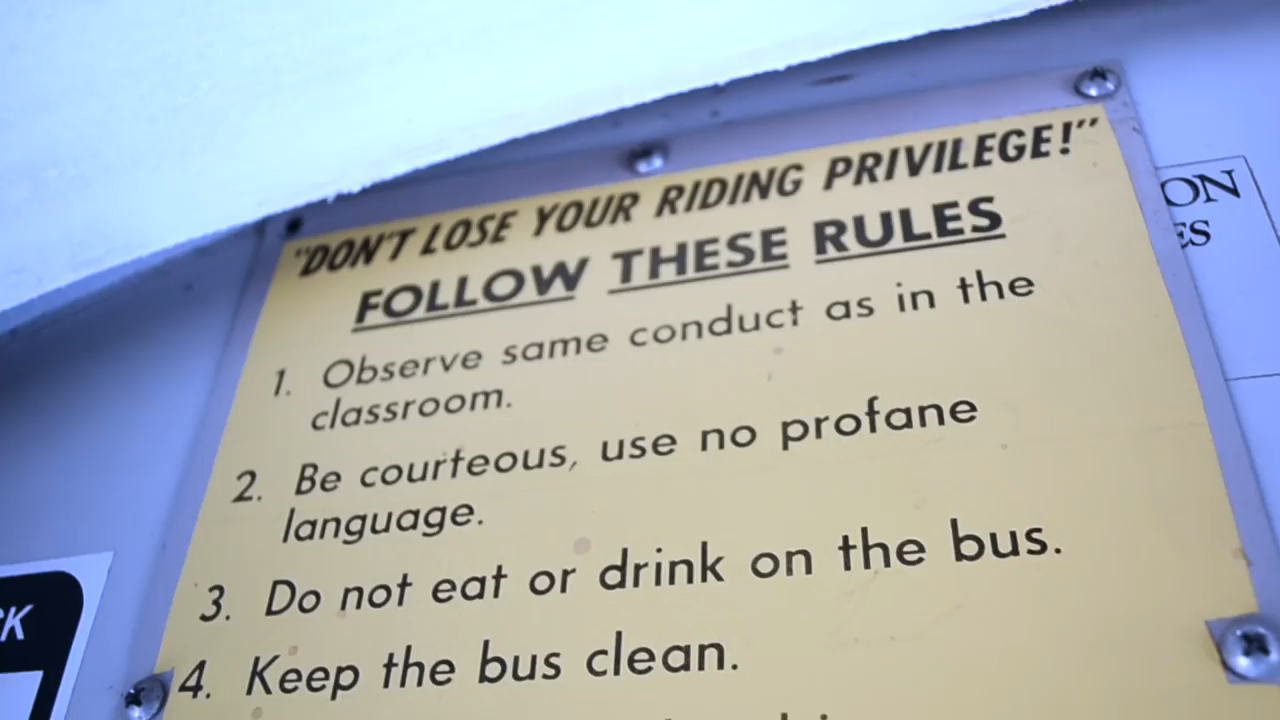 "DON'T LOSE YOUR RIDING PRIVILEGE!"
FOLLOW THESE RULES
1. Observe same conduct as in the
classroom.
2. Be courteous, use no profane
language.
3. Do not eat or drink on the bus.
4. Keep the bus clean.